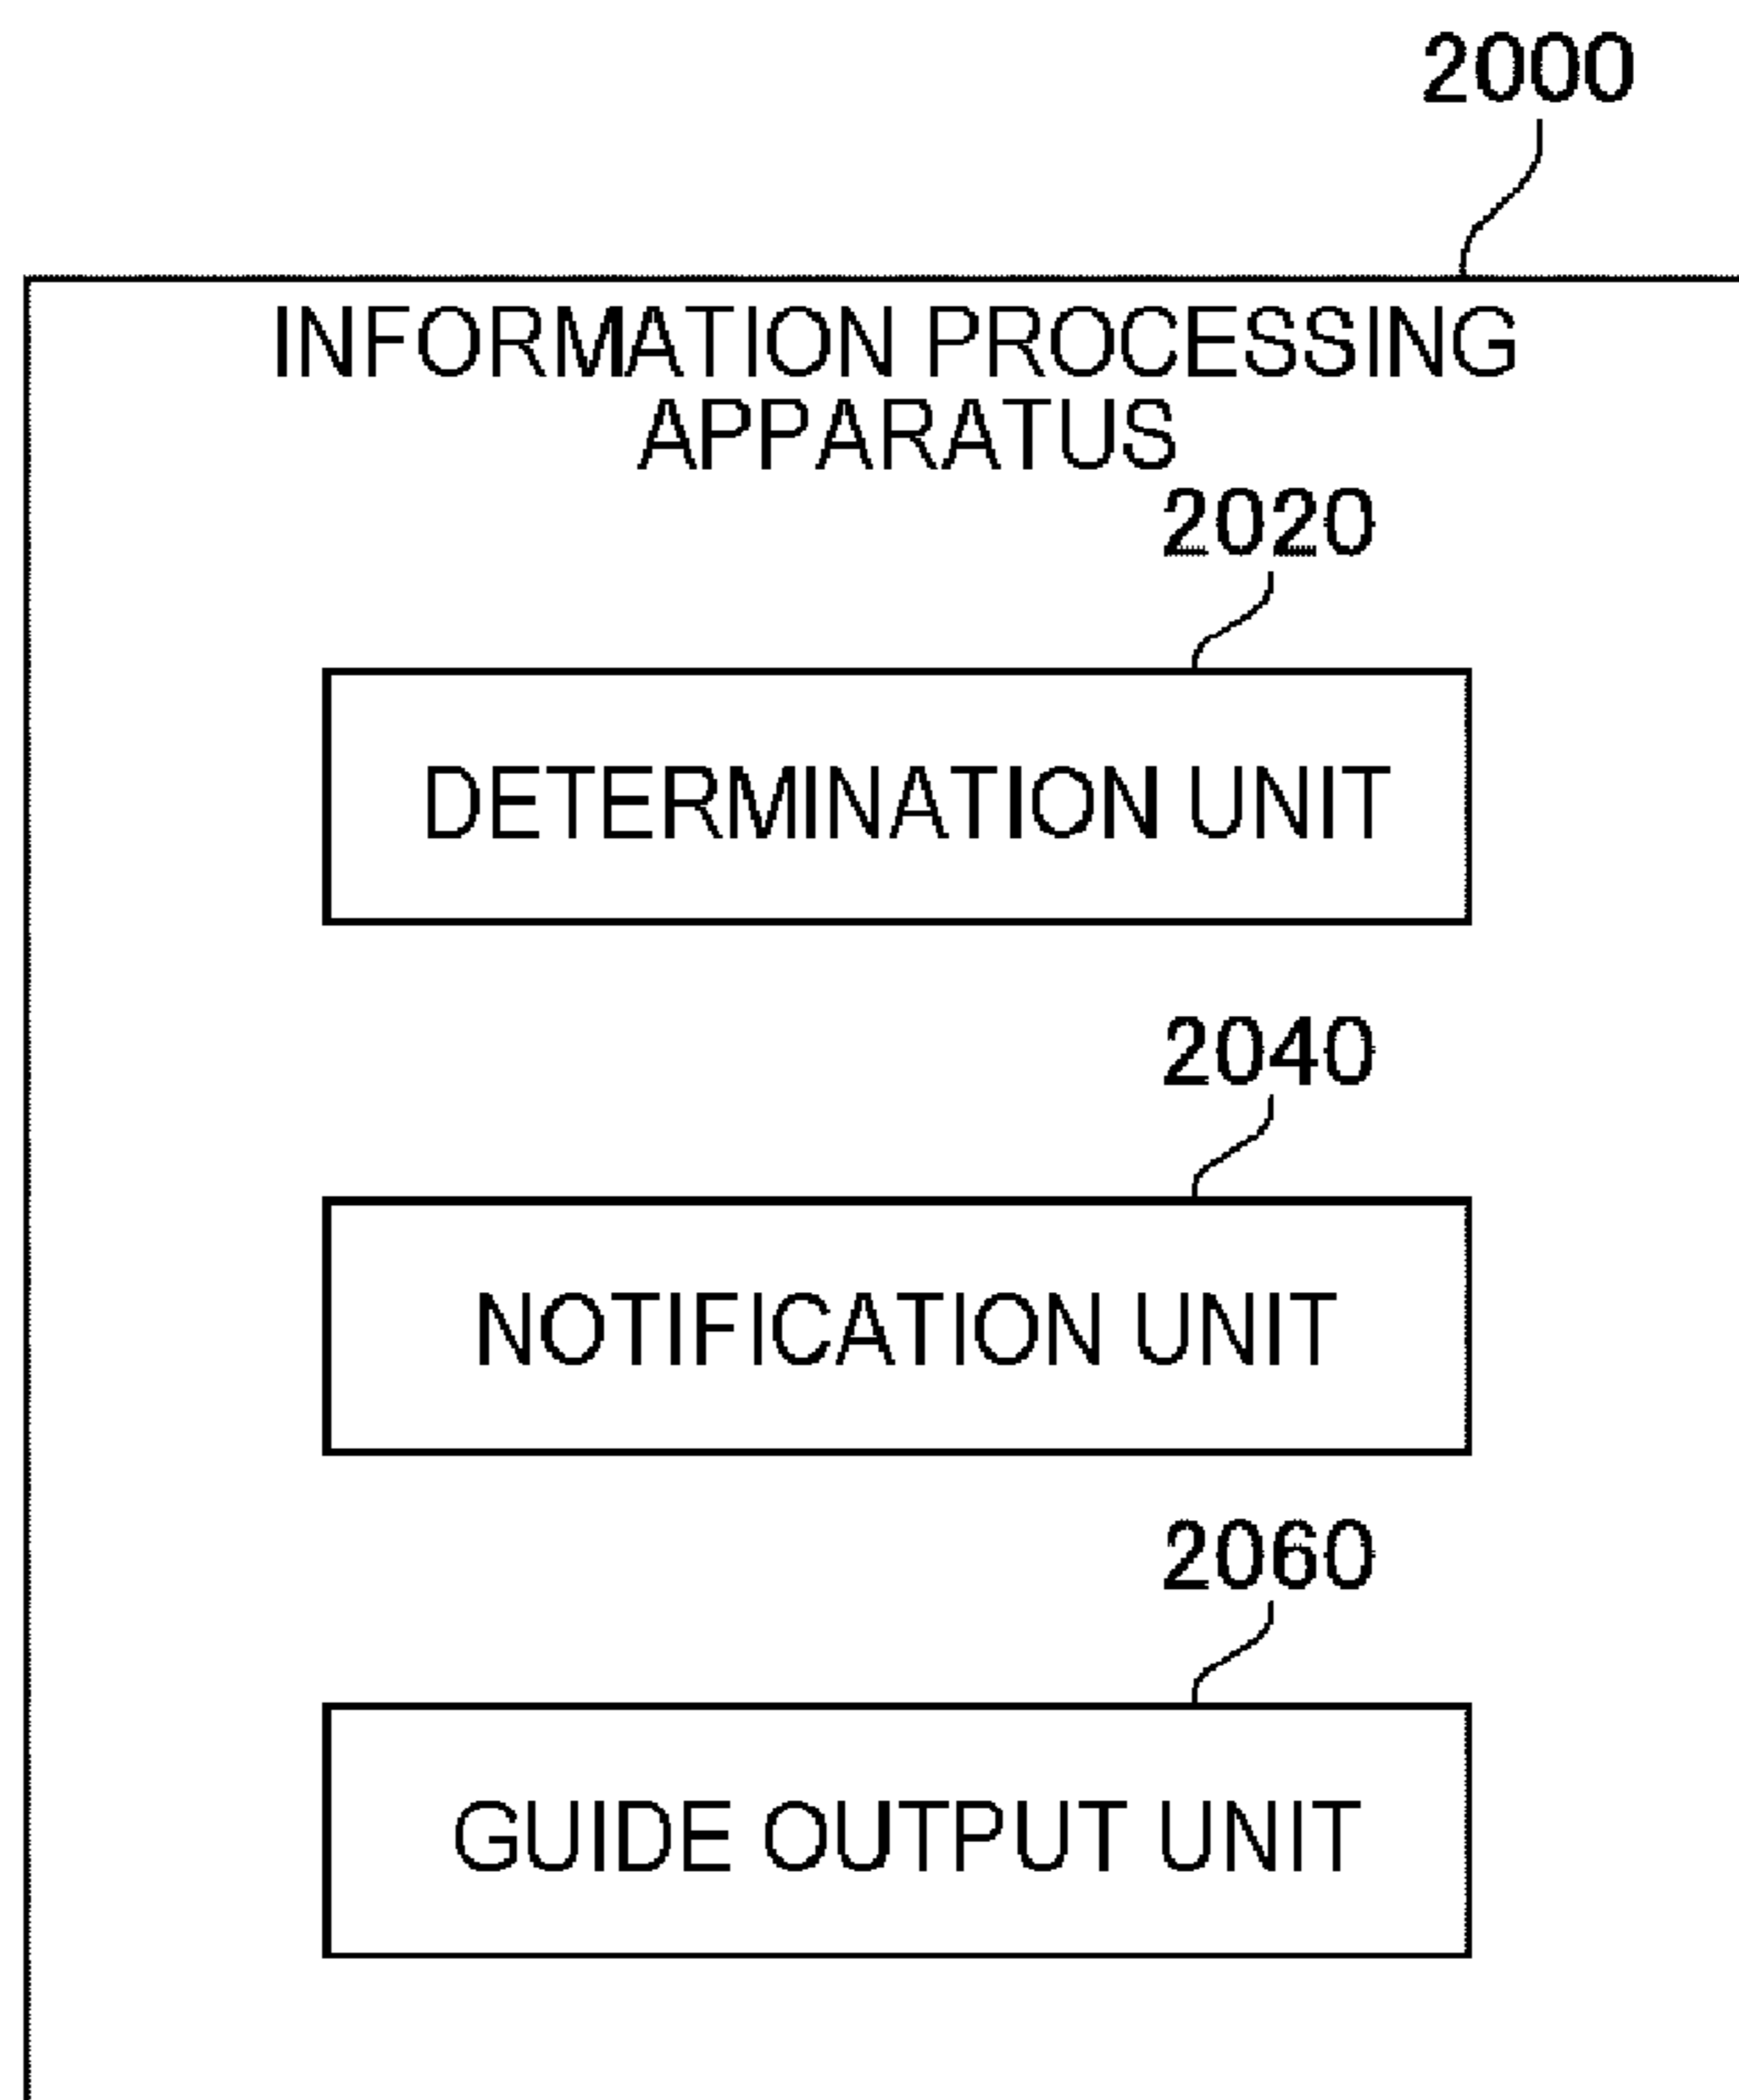 2000
INFORMATION PROCESSING
APPARATUS
2020
DETERMINATION UNIT
2040
NOTIFICATION UNIT
2060
GUIDE OUTPUT UNIT